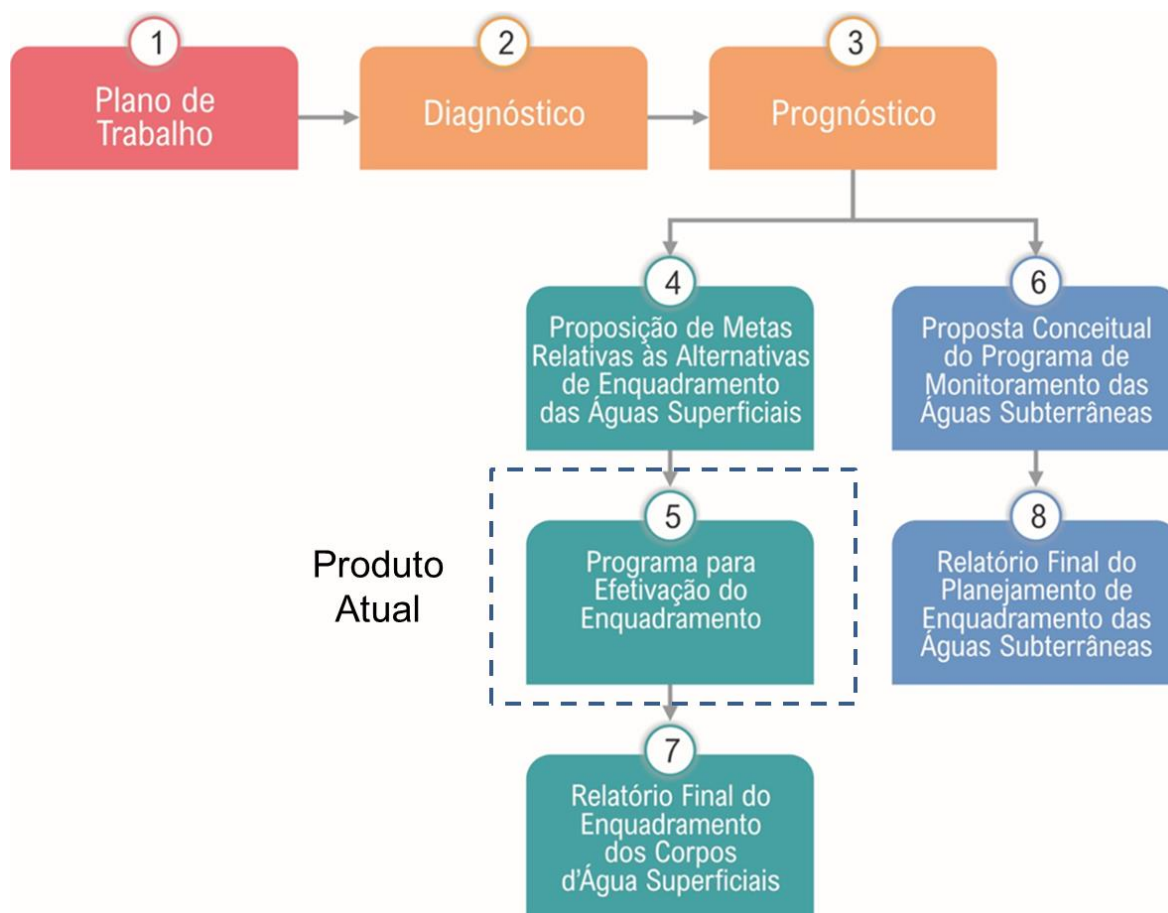 1
Plano de
Trabalho
2
Diagnóstico
3
Prognóstico
4
Proposição de Metas
Relativas às Alternativas
de Enquadramento
das Águas Superficiais
6
Proposta Conceitual
do Programa de
Monitoramento das
Águas Subterrâneas
Produto
Atual
5
Programa para
Efetivação do
Enquadramento
8
Relatório Final do
Planejamento de
Enquadramento das
Águas Subterrâneas
7
Relatório Final do
Enquadramento
dos Corpos
d'Água Superficiais